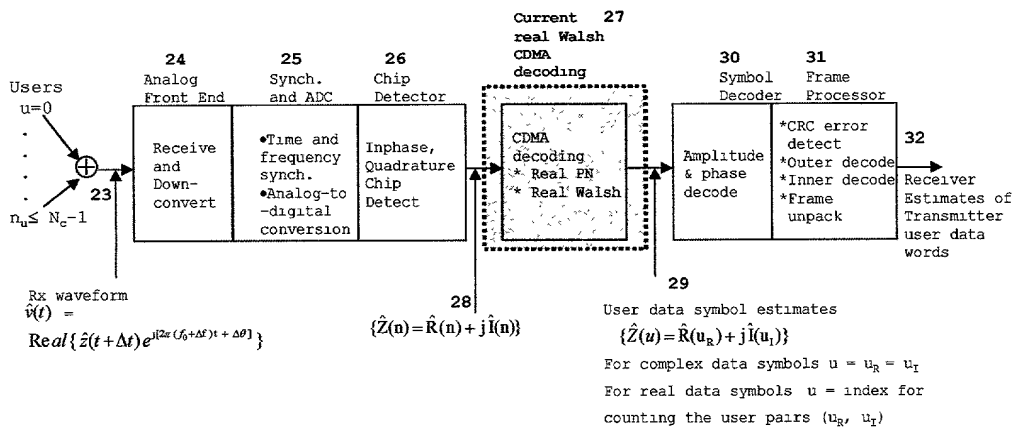 Current 27
real Walsh
CDMA
decoding
24
Analog
Front End
25
Synch.
and ADC
26
Chip
Detector
30
Symbol
Decoder
31
Frame
Processor
Users
u=0
n_u ≤ N_c-1
23
Receive
and
Down-
convert
•Time and
frequency
synch.
•Analog-to
-digital
conversion
Inphase,
Quadrature
Chip
Detect
CDMA
decoding
* Real PN
* Real Walsh
Amplitude
& phase
decode
*CRC error
detect
*Outer decode
*Inner decode
*Frame
unpack
32
Receiver
Estimates of
Transmitter
user data
words
Rx waveform
v̂(t) =
Real{ẑ(t+Δt)e^{j[2π(f₀+Δf)t+Δθ]}}
28
{Ẑ(n)=R̂(n)+jÎ(n)}
29
User data symbol estimates
{Ẑ(u)=R̂(u_R)+jÎ(u_I)}
For complex data symbols u = u_R = u_I
For real data symbols u = index for
counting the user pairs (u_R, u_I)